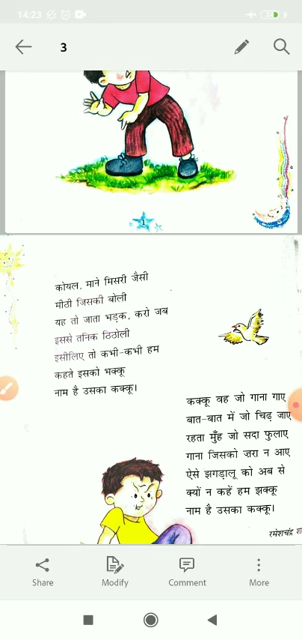 14:23
3
1
कोयल, माने मिसरी जैसी
मीठी जिसकी बोली
यह तो जाता भड़क, करो जब
इससे तनिक ठिठोली
इसीलिए तो कभी-कभी हम
कहते इसको भक्कू
नाम है उसका कक्कू।
कक्कू वह जो गाना गाए
बात-बात में जो चिढ़ जाए
रहता मुँह जो सदा फुलाए
गाना जिसको ज़रा न आए
ऐसे झगड़ालू को अब से
क्यों न कहें हम झक्कू
नाम है उसका कक्कू।
रमेशचंद्र
Share
Modify
Comment
More